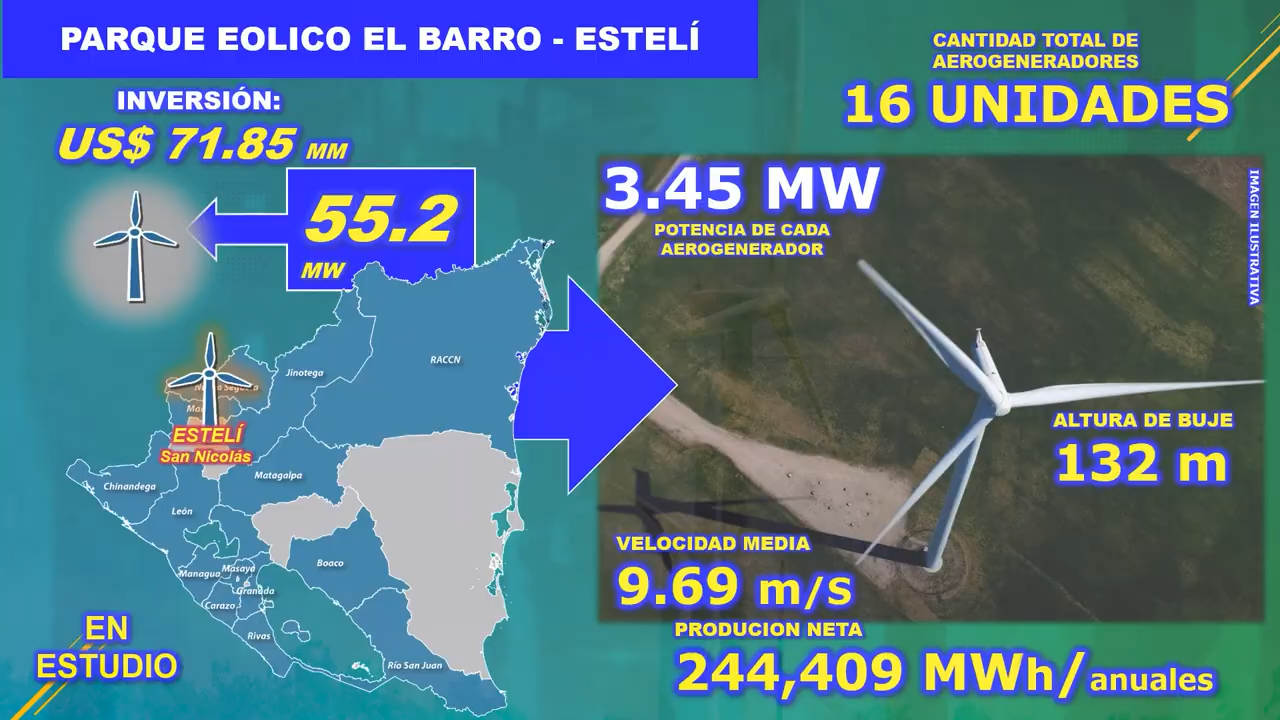 PARQUE EOLICO EL BARRO - ESTELÍ
INVERSIÓN:
US$ 71.85 MM
55.2
MW
CANTIDAD TOTAL DE
AEROGENERADORES
16 UNIDADES
3.45 MW
POTENCIA DE CADA
AEROGENERADOR
IMAGEN ILUSTRATIVA
ALTURA DE BUJE
132 m
VELOCIDAD MEDIA
9.69 m/S
PRODUCION NETA
244,409 MWh/anuales
RACCN
Jinotega
ESTELÍ
San Nicolás
Matagalpa
Chinandega
León
Boaco
Managua
Masaya
Granada
Carazo
Rivas
Río San Juan
EN
ESTUDIO